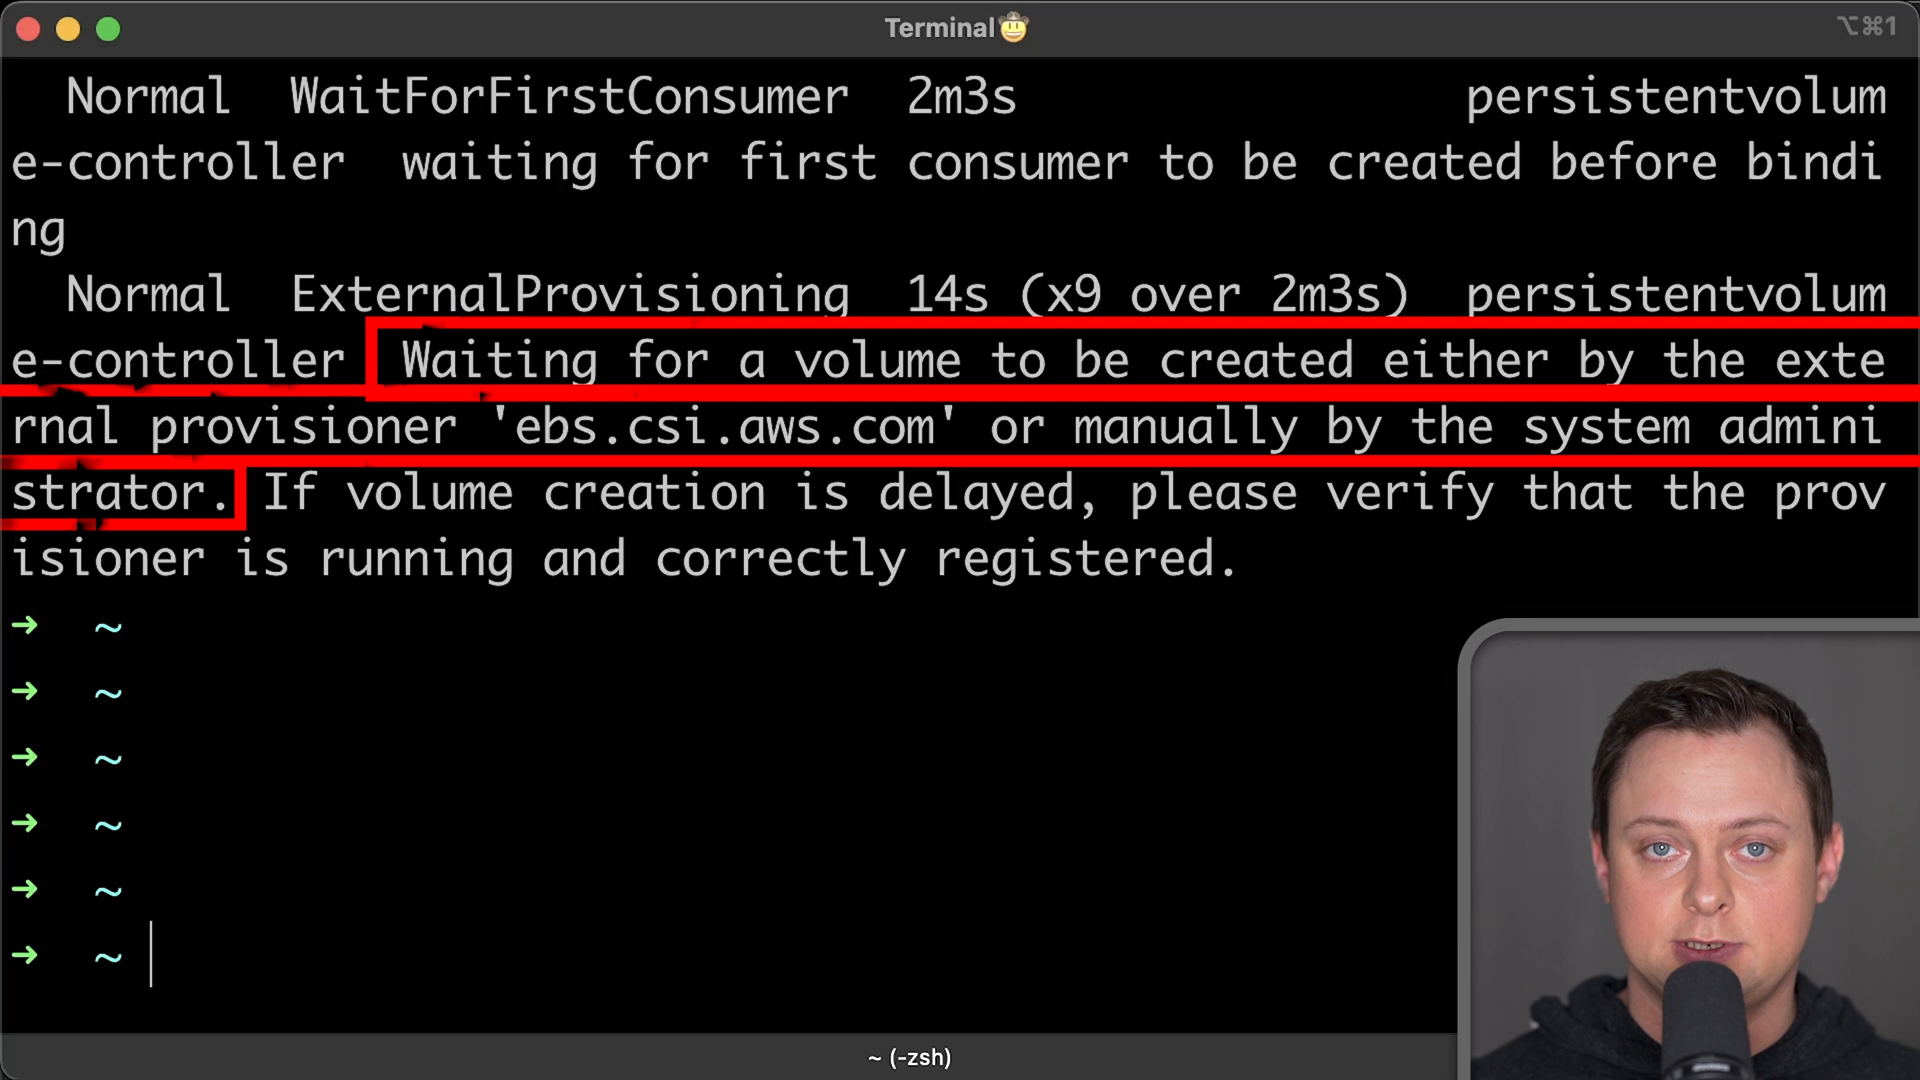 Terminal🤠
⌥⌘1
Normal WaitForFirstConsumer 2m3s persistentvolum
e-controller waiting for first consumer to be created before bindi
ng
Normal ExternalProvisioning 14s (x9 over 2m3s) persistentvolum
e-controller Waiting for a volume to be created either by the exte
rnal provisioner 'ebs.csi.aws.com' or manually by the system admini
strator. If volume creation is delayed, please verify that the prov
isioner is running and correctly registered.
➜ ~
➜ ~
➜ ~
➜ ~
➜ ~
➜ ~
~ (-zsh)